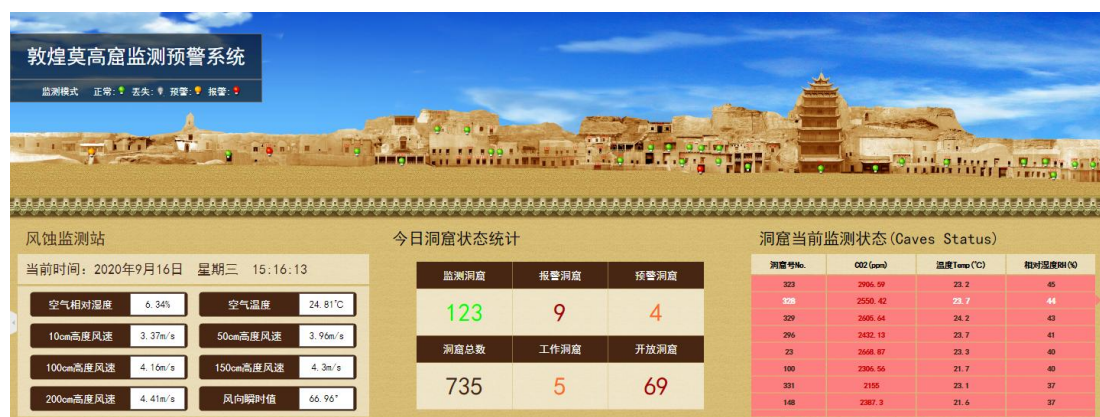 敦煌莫高窟监测预警系统
监测模式 正常: 丢失: 预警: 报警:
风蚀监测站
当前时间: 2020年9月16日 星期三 15:16:13
空气相对湿度 6.34% 空气温度 24.81℃
10cm高度风速 3.37m/s 50cm高度风速 3.96m/s
100cm高度风速 4.16m/s 150cm高度风速 4.3m/s
200cm高度风速 4.41m/s 风向瞬时值 66.96°
今日洞窟状态统计
监测洞窟 报警洞窟 预警洞窟
123 9 4
洞窟总数 工作洞窟 开放洞窟
735 5 69
洞窟当前监测状态(Caves Status)
洞窟号No. CO2(ppm) 温度Temp(℃) 相对湿度RH(%)
323 2906.59 23.2 45
328 2550.42 23.7 44
329 2605.64 24.2 43
296 2432.13 23.7 41
23 2668.87 23.3 40
100 2306.56 21.7 40
331 2155 23.1 37
148 2387.3 21.6 37